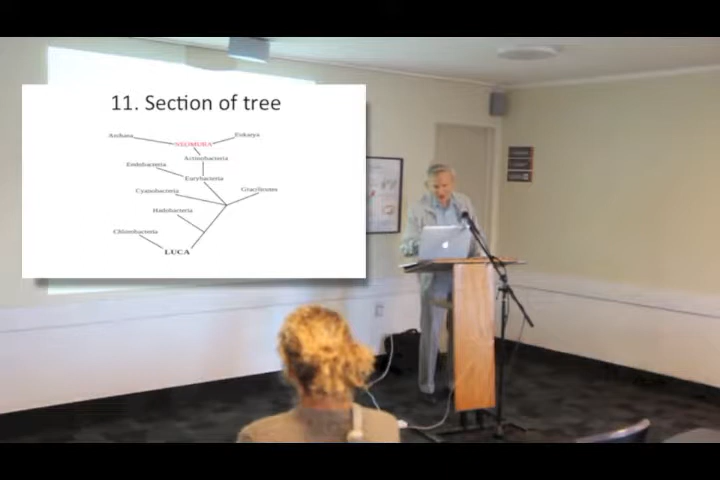 11. Section of tree
Archaea
Eukarya
NEOMURA
Actinobacteria
Endobacteria
Eurybacteria
Cyanobacteria
Gracilicutes
Hadobacteria
Chlorobacteria
LUCA